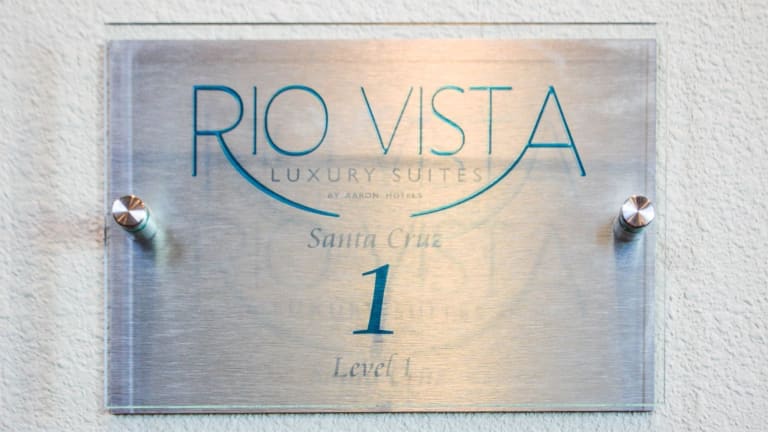 RIO VISTA
LUXURY SUITES
BY AARON HOTELS
Santa Cruz
1
Level 1